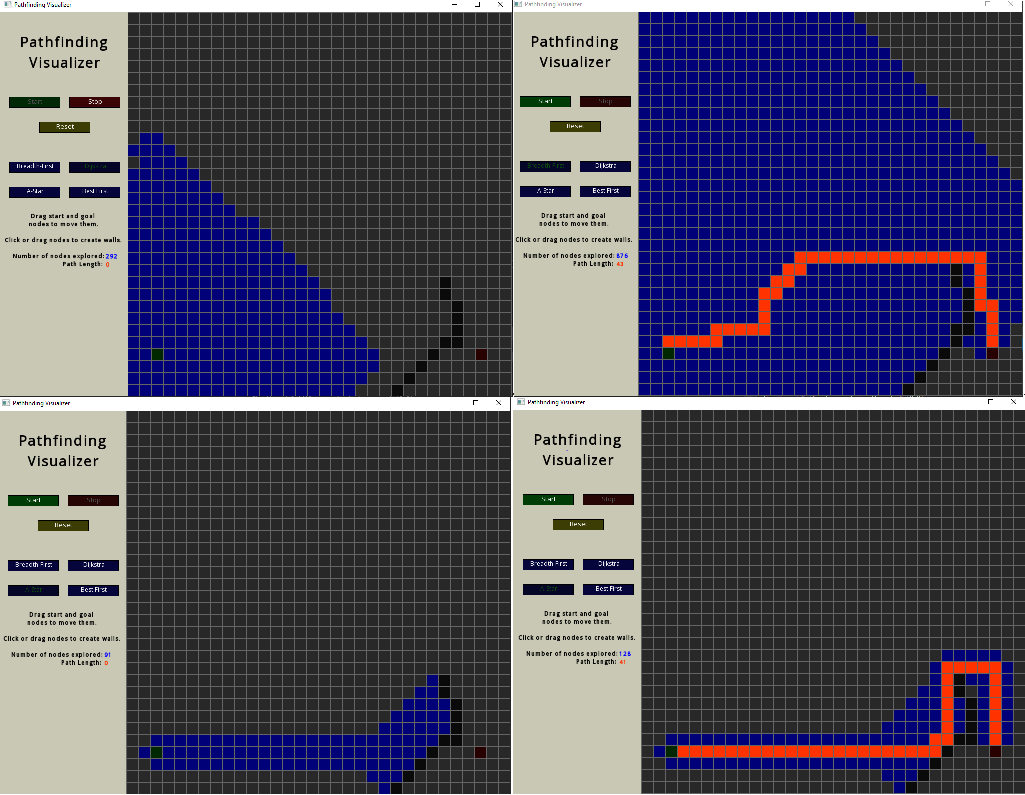 Pathfinding Visualizer
Pathfinding
Visualizer
Start Stop
Reset
Breadth-First Dijkstra
A-Star Best First
Drag start and goal
nodes to move them.
Click or drag nodes to create walls.
Number of nodes explored: 292
Path Length: 0
Pathfinding Visualizer
Pathfinding
Visualizer
Start Stop
Reset
Breadth First Dijkstra
A-Star Best First
Drag start and goal
nodes to move them.
Click or drag nodes to create walls.
Number of nodes explored: 876
Path Length: 43
Pathfinding Visualizer
Pathfinding
Visualizer
Start Stop
Reset
Breadth First Dijkstra
A-Star Best First
Drag start and goal
nodes to move them.
Click or drag nodes to create walls.
Number of nodes explored: 91
Path Length: 0
Pathfinding Visualizer
Pathfinding
Visualizer
Start Stop
Reset
Breadth First Dijkstra
A-Star Best First
Drag start and goal
nodes to move them.
Click or drag nodes to create walls.
Number of nodes explored: 128
Path Length: 41